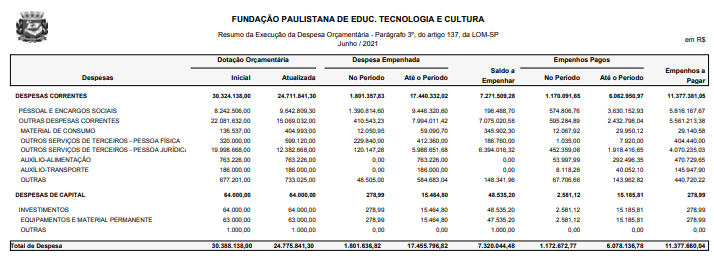 FUNDAÇÃO PAULISTANA DE EDUC. TECNOLOGIA E CULTURA
Resumo da Execução da Despesa Orçamentária - Parágrafo 3º, do artigo 137, da LOM-SP
Junho / 2021
em R$
Despesas Dotação Orçamentária Despesa Empenhada Saldo a Empenhar Empenhos Pagos Empenhos a Pagar
Inicial Atualizada No Período Até o Período No Período Até o Período
DESPESAS CORRENTES 30.324.138,00 24.711.841,30 1.801.357,83 17.440.332,02 7.271.509,28 1.170.091,65 6.062.950,97 11.377.381,05
PESSOAL E ENCARGOS SOCIAIS 8.242.506,00 9.642.809,30 1.390.814,60 9.446.320,60 196.488,70 574.806,76 3.630.152,93 5.816.167,67
OUTRAS DESPESAS CORRENTES 22.081.632,00 15.069.032,00 410.543,23 7.994.011,42 7.075.020,58 595.284,89 2.432.798,04 5.561.213,38
MATERIAL DE CONSUMO 136.537,00 404.993,00 12.050,95 59.090,70 345.902,30 12.067,92 29.950,12 29.140,58
OUTROS SERVIÇOS DE TERCEIROS - PESSOA FÍSICA 320.000,00 599.120,00 229.840,00 412.360,00 186.760,00 1.035,00 7.920,00 404.440,00
OUTROS SERVIÇOS DE TERCEIROS - PESSOA JURÍDICA 19.998.668,00 12.382.668,00 120.147,28 5.988.651,68 6.394.016,32 452.359,06 1.918.416,65 4.070.235,03
AUXÍLIO-ALIMENTAÇÃO 763.226,00 763.226,00 0,00 763.226,00 0,00 53.997,99 292.496,35 470.729,65
AUXÍLIO-TRANSPORTE 186.000,00 186.000,00 0,00 186.000,00 0,00 8.118,28 40.052,10 145.947,90
OUTRAS 677.201,00 733.025,00 48.505,00 584.683,04 148.341,96 67.706,66 143.962,82 440.720,22
DESPESAS DE CAPITAL 64.000,00 64.000,00 278,99 15.464,80 48.535,20 2.581,12 15.185,81 278,99
INVESTIMENTOS 64.000,00 64.000,00 278,99 15.464,80 48.535,20 2.581,12 15.185,81 278,99
EQUIPAMENTOS E MATERIAL PERMANENTE 63.000,00 63.000,00 278,99 15.464,80 47.535,20 2.581,12 15.185,81 278,99
OUTRAS 1.000,00 1.000,00 0,00 0,00 1.000,00 0,00 0,00 0,00
Total de Despesa 30.388.138,00 24.775.841,30 1.801.636,82 17.455.796,82 7.320.044,48 1.172.672,77 6.078.136,78 11.377.660,04